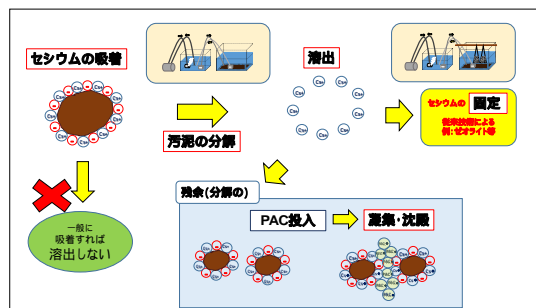 セシウムの吸着
溶出
汚泥の分解
セシウムの 固定
従来技術による
例:ゼオライト等
一般に
吸着すれば
溶出しない
残余(分解の)
PAC投入
凝集・沈殿